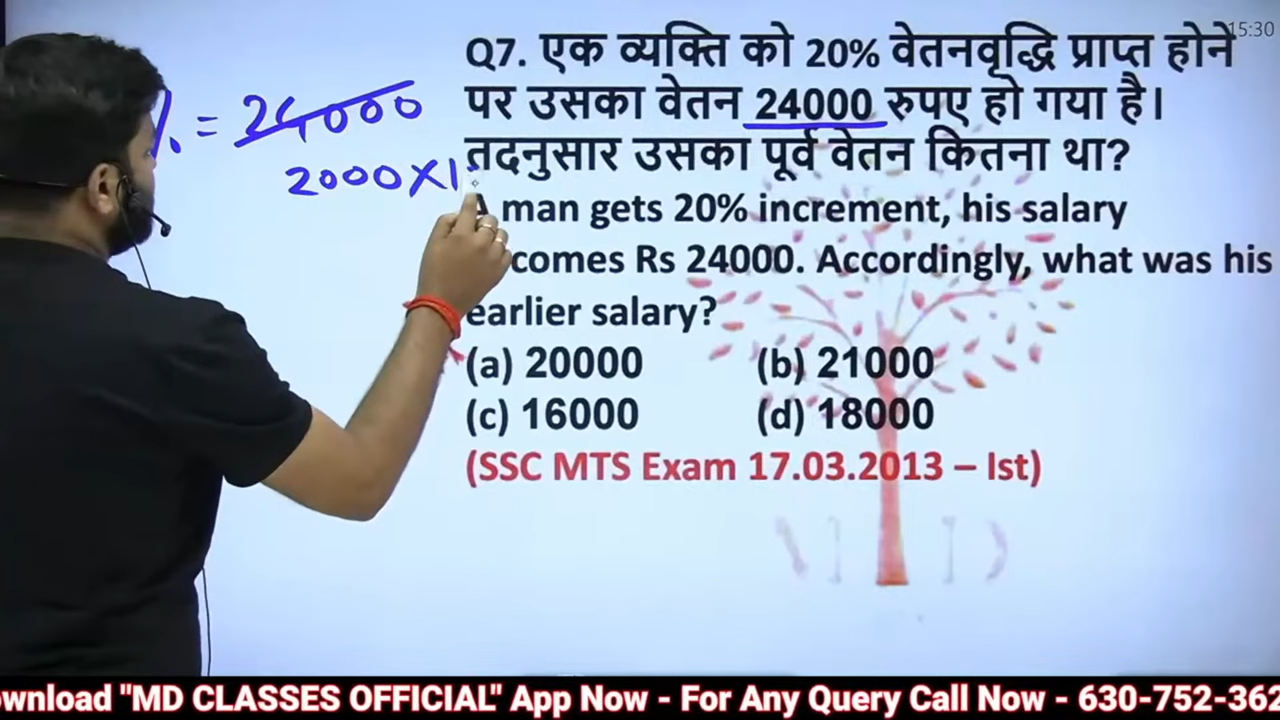 15:30
Q7. एक व्यक्ति को 20% वेतनवृद्धि प्राप्त होने
पर उसका वेतन 24000 रुपए हो गया है।
तदनुसार उसका पूर्व वेतन कितना था?
A man gets 20% increment, his salary
comes Rs 24000. Accordingly, what was his
earlier salary?
(a) 20000 (b) 21000
(c) 16000 (d) 18000
(SSC MTS Exam 17.03.2013 – Ist)
% = 24000
2000×1
ownload "MD CLASSES OFFICIAL" App Now - For Any Query Call Now - 630-752-362